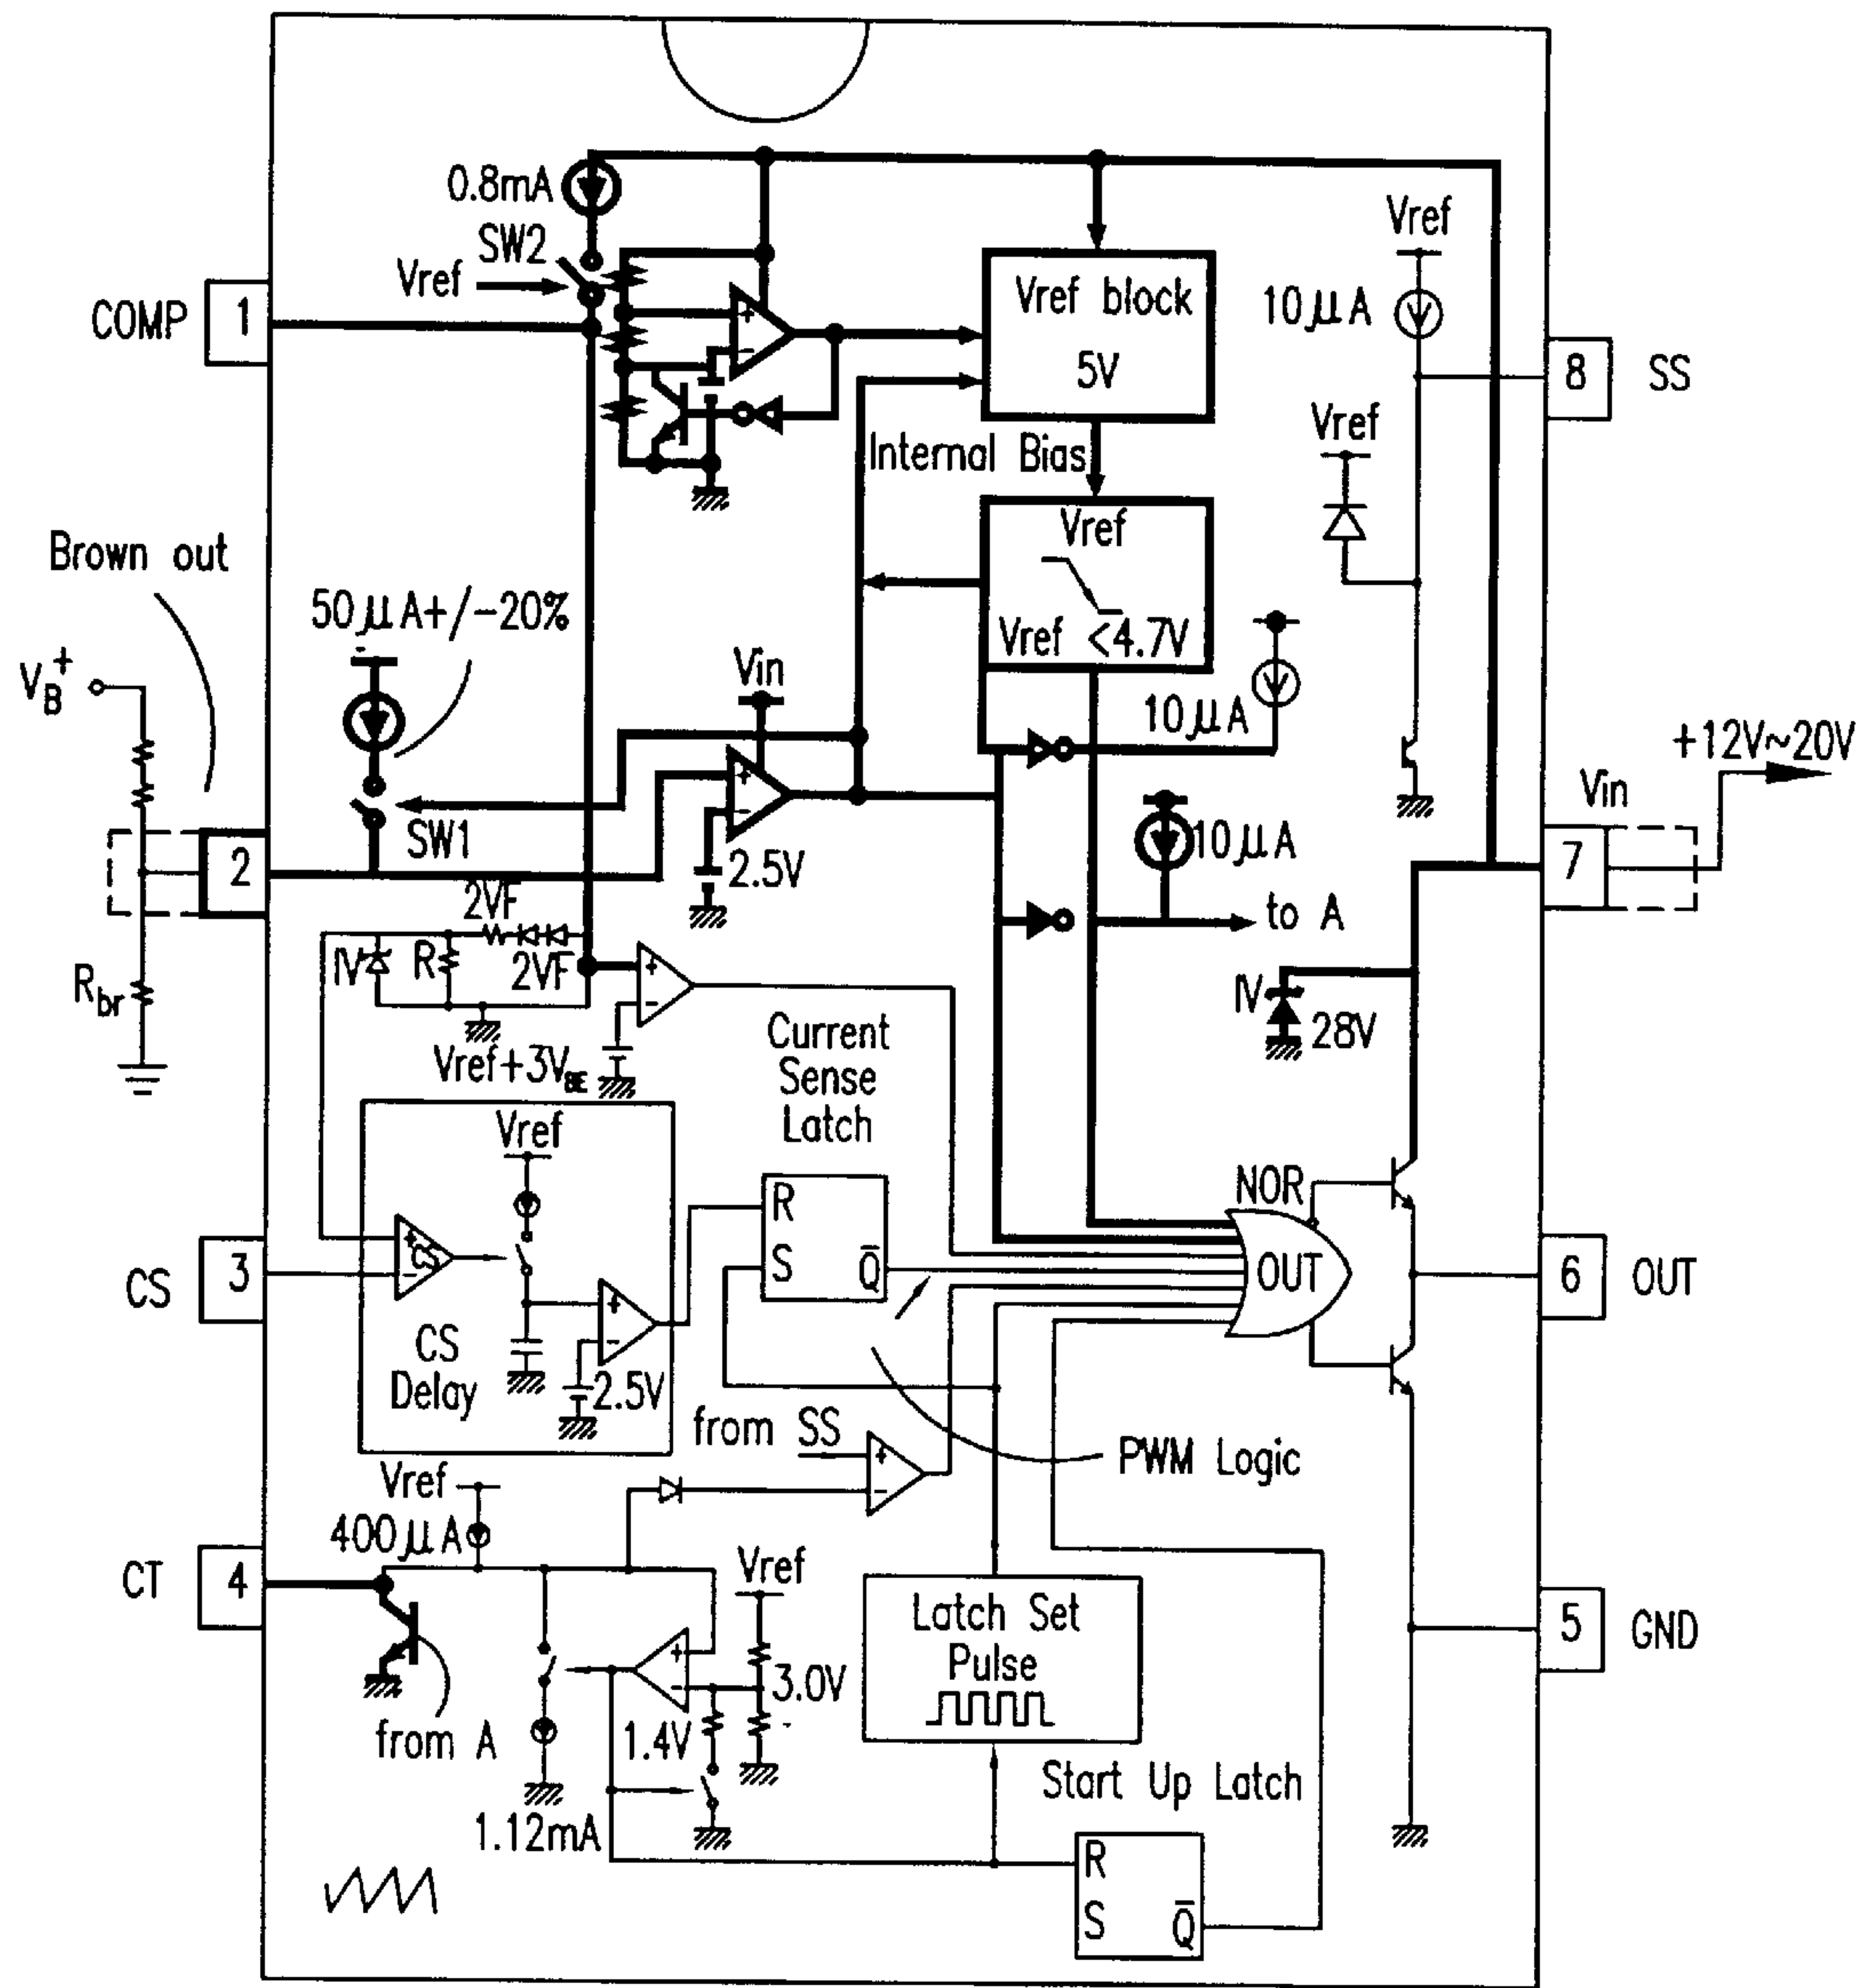 0.8mA
SW2
Vref
COMP
1
+
-
Vref block
5V
Vref
10μA
8
SS
Vref
Internal Bias
Vref
Vref <4.7V
Brown out
50μA+/-20%
VB+
Vin
10μA
+12V~20V
Vin
SW1
+
-
2.5V
10μA
2
7
to A
2VF
IV
R
2VF
+
-
Rbr
IV
28V
Vref+3VBE
Current
Sense
Latch
Vref
NOR
R
S
Q̅
OUT
CS
3
+
-
CS
+
-
CS
Delay
2.5V
6
OUT
from SS
+
-
PWM Logic
Vref
400μA
CT
4
Vref
+
-
3.0V
Latch Set
Pulse
5
GND
from A
1.4V
1.12mA
Start Up Latch
R
S
Q̅